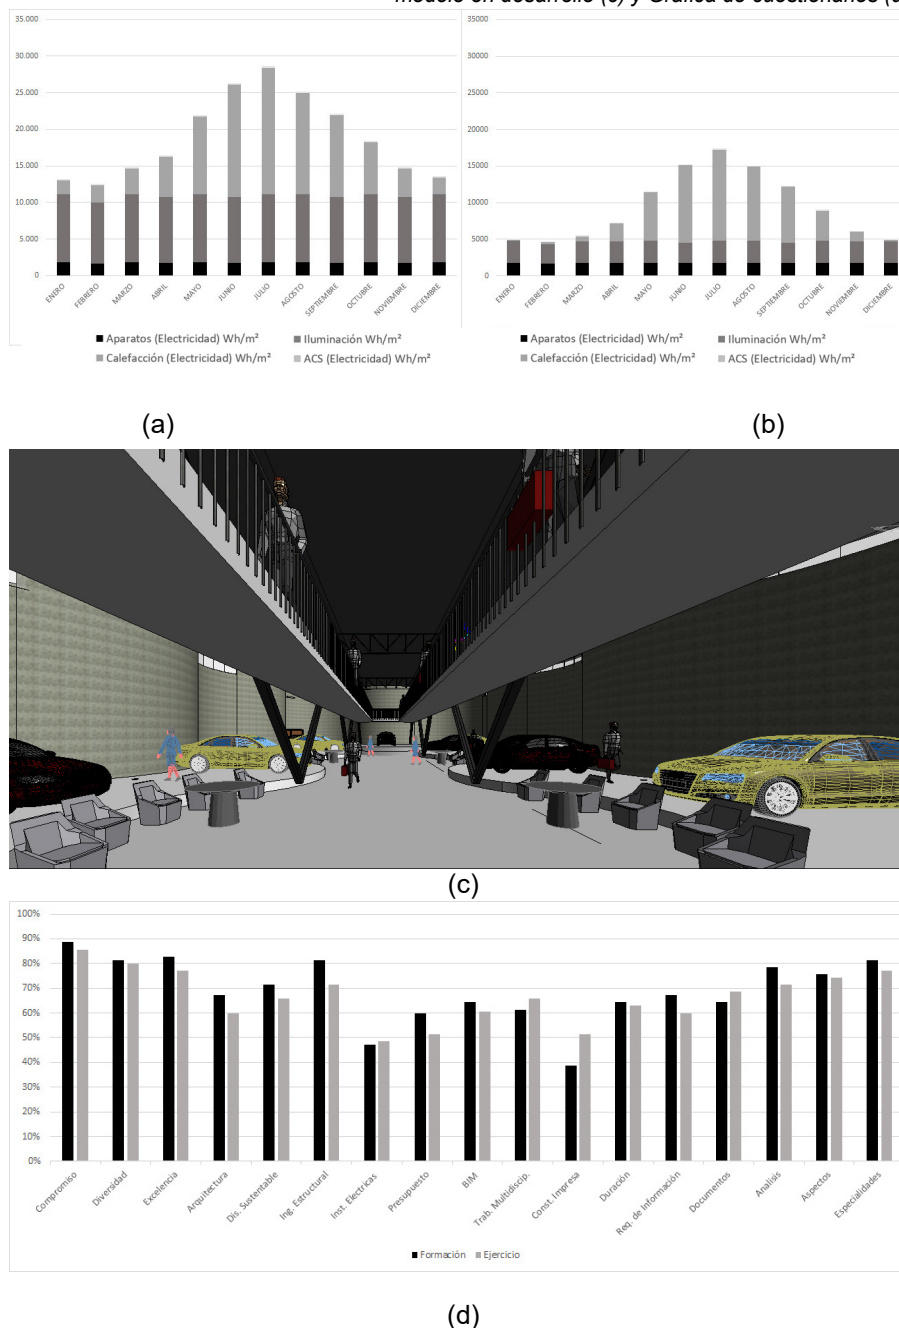 modelo en desarrollo (c) y Gráfica de cuestionarios (d
35.000
30.000
25.000
20.000
15.000
10.000
5.000
0
ENERO
FEBRERO
MARZO
ABRIL
MAYO
JUNIO
JULIO
AGOSTO
SEPTIEMBRE
OCTUBRE
NOVIEMBRE
DICIEMBRE
Aparatos (Electricidad) Wh/m²
Iluminación Wh/m²
Calefacción (Electricidad) Wh/m²
ACS (Electricidad) Wh/m²
35000
30000
25000
20000
15000
10000
5000
0
ENERO
FEBRERO
MARZO
ABRIL
MAYO
JUNIO
JULIO
AGOSTO
SEPTIEMBRE
OCTUBRE
NOVIEMBRE
DICIEMBRE
Aparatos (Electricidad) Wh/m²
Iluminación Wh/m²
Calefacción (Electricidad) Wh/m²
ACS (Electricidad) Wh/m²
(a)
(b)
(c)
100%
90%
80%
70%
60%
50%
40%
30%
20%
10%
0%
Compromiso
Diversidad
Excelencia
Arquitectura
Dis. Sustentable
Ing. Estructural
Inst. Electricas
Presupuesto
BIM
Trab. Multidiscip.
Const. Impresa
Duración
Req. de Información
Documentos
Analisis
Aspectos
Especialidades
Formación
Ejercicio
(d)